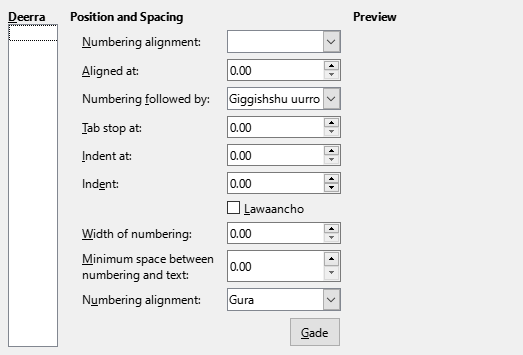 Deerra Position and Spacing Preview
Numbering alignment:
Aligned at: 0.00
Numbering followed by: Giggishshu uurro
Tab stop at: 0.00
Indent at: 0.00
Indent: 0.00
Lawaancho
Width of numbering: 0.00
Minimum space between
numbering and text: 0.00
Numbering alignment: Gura
Gade